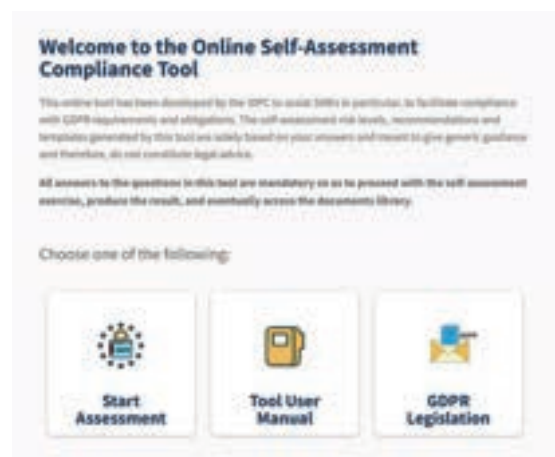 Welcome to the Online Self-Assessment
Compliance Tool
This online tool has been developed by the IDPC to assist SMEs in particular, to facilitate compliance
with GDPR requirements and obligations. The self-assessment risk levels, recommendations and
templates generated by this tool are solely based on your answers and meant to give generic guidance
and therefore, do not constitute legal advice.
All answers to the questions in this tool are mandatory so as to proceed with the self assessment
exercise, produce the result, and eventually access the documents library.
Choose one of the following:
Start
Assessment
Tool User
Manual
GDPR
Legislation